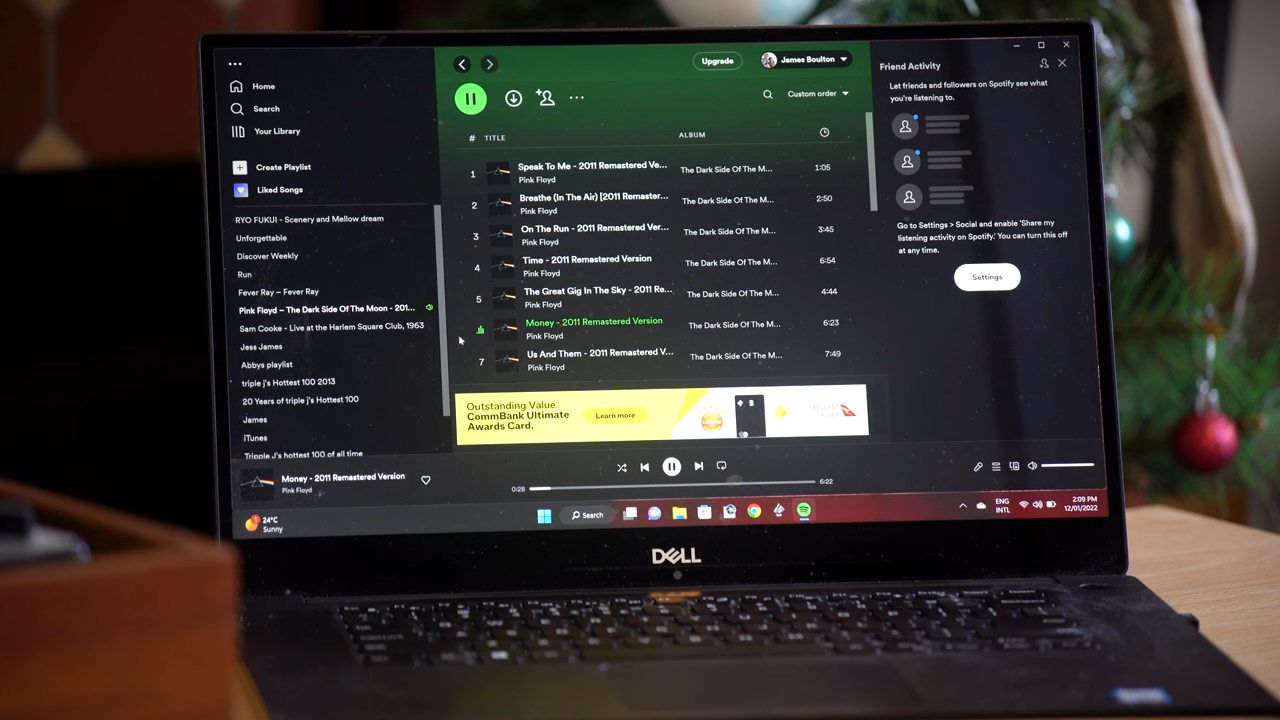 Home
Search
Your Library
Create Playlist
Liked Songs
RYO FUKUI - Scenery and Mellow dream
Unforgettable
Discover Weekly
Run
Fever Ray – Fever Ray
Pink Floyd – The Dark Side Of The Moon - 201...
Sam Cooke - Live at the Harlem Square Club, 1963
Jess James
Abbys playlist
triple j's Hottest 100 2013
20 Years of triple j's Hottest 100
James
iTunes
Tripple J's hottest 100 of all time
Upgrade
James Boulton
Custom order
# TITLE ALBUM
1 Speak To Me - 2011 Remastered Ve... The Dark Side Of The M... 1:05
Pink Floyd
2 Breathe (In The Air) [2011 Remaster... The Dark Side Of The M... 2:50
Pink Floyd
3 On The Run - 2011 Remastered Ver... The Dark Side Of The M... 3:45
Pink Floyd
4 Time - 2011 Remastered Version The Dark Side Of The M... 6:54
Pink Floyd
5 The Great Gig In The Sky - 2011 Re... The Dark Side Of The M... 4:44
Pink Floyd
Money - 2011 Remastered Version The Dark Side Of The M... 6:23
Pink Floyd
7 Us And Them - 2011 Remastered V... The Dark Side Of The M... 7:49
Pink Floyd
Outstanding Value
CommBank Ultimate
Awards Card.
Learn more
Friend Activity
Let friends and followers on Spotify see what
you're listening to.
Go to Settings > Social and enable 'Share my
listening activity on Spotify.' You can turn this off
at any time.
Settings
Money - 2011 Remastered Version
Pink Floyd
0:28
6:22
24°C
Sunny
Search
ENG
INTL
2:09 PM
12/01/2022
DELL